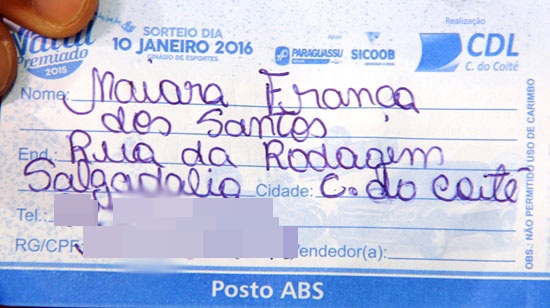 Natal
Premiado
2015
SORTEIO DIA
10 JANEIRO 2016
GINÁSIO DE ESPORTES
Apoio
PARAGUASSU
SICOOB
Realização
CDL
C. do Coité
Nome: Maiara França
dos Santos
End.: Rua da Rodagem
Salgadalia Cidade: C. do coité
Tel.:
RG/CPF: Vendedor(a):
OBS.: NÃO PERMITIDO USO DE CARIMBO
Posto ABS